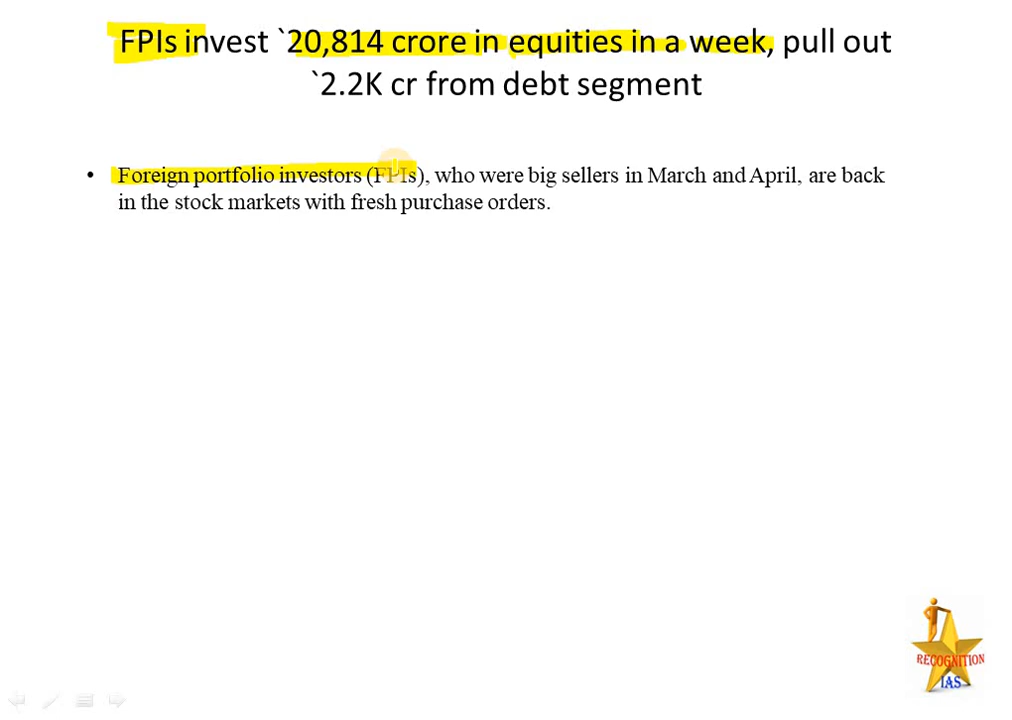 FPIs invest `20,814 crore in equities in a week, pull out
`2.2K cr from debt segment
• Foreign portfolio investors (FPIs), who were big sellers in March and April, are back
in the stock markets with fresh purchase orders.
RECOGNITION
IAS